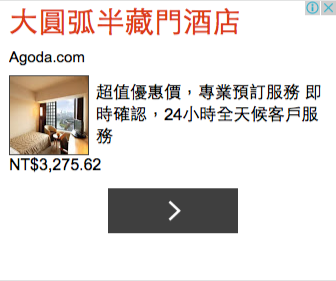 大圓弧半藏門酒店
Agoda.com
超值優惠價，專業預訂服務 即
時確認，24小時全天候客戶服
務
NT$3,275.62